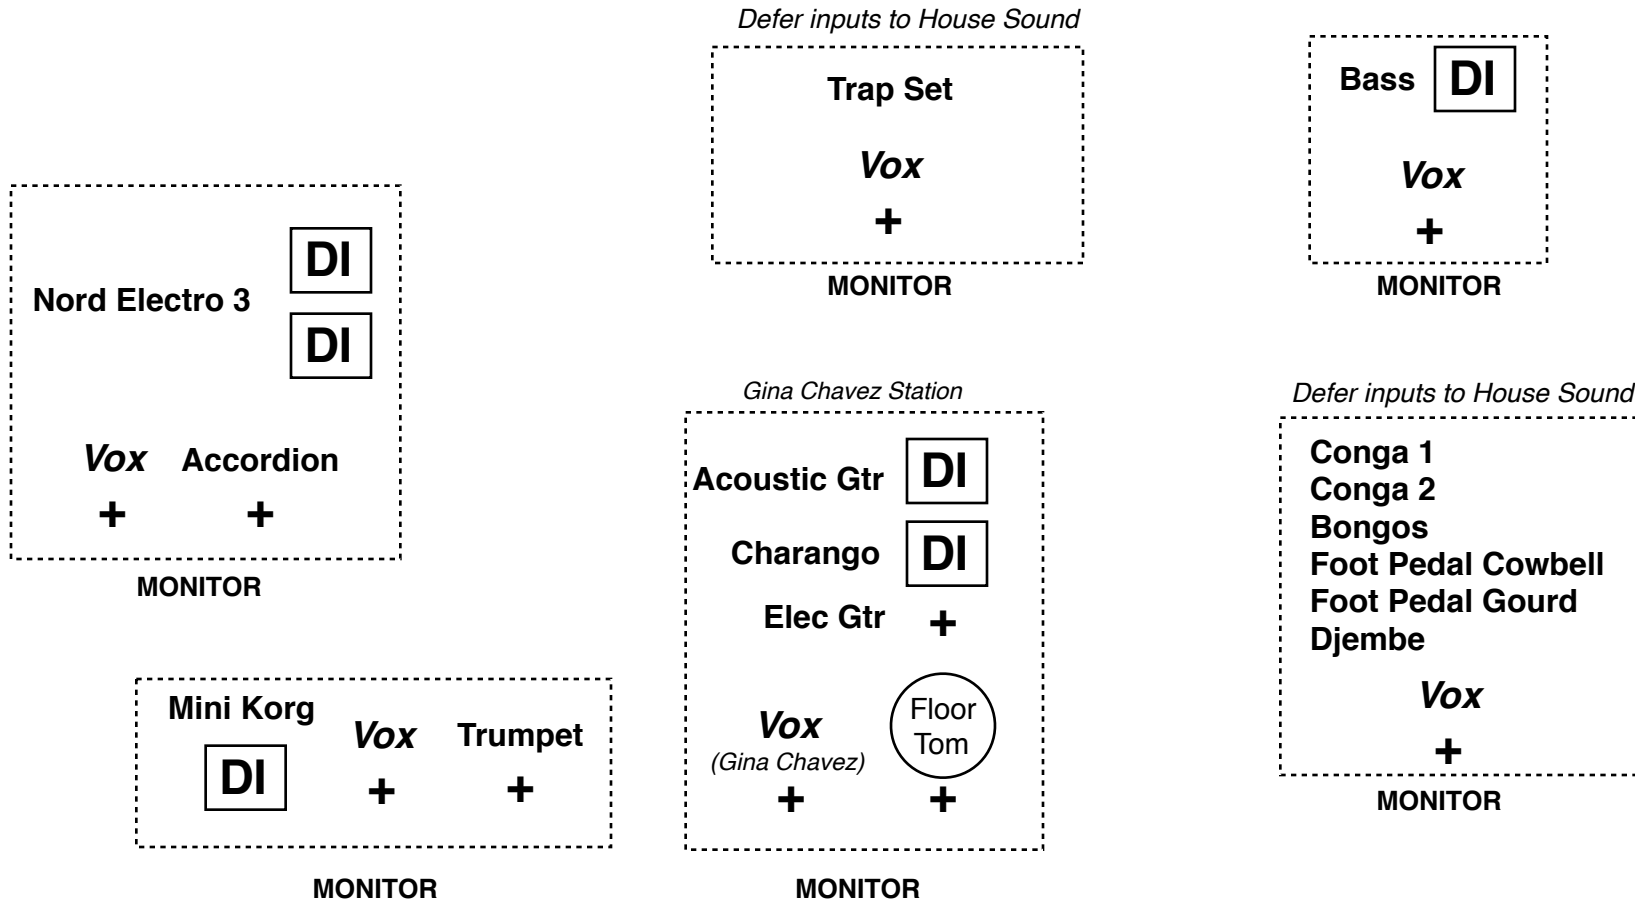 Defer inputs to House Sound
Trap Set
Vox
+
MONITOR
Bass DI
Vox
+
MONITOR
DI
Nord Electro 3
DI
Vox Accordion
+ +
MONITOR
Gina Chavez Station
Acoustic Gtr DI
Charango DI
Elec Gtr +
Vox
(Gina Chavez)
+
Floor
Tom
+
MONITOR
Defer inputs to House Sound
Conga 1
Conga 2
Bongos
Foot Pedal Cowbell
Foot Pedal Gourd
Djembe
Vox
+
MONITOR
Mini Korg
DI
Vox
+
Trumpet
+
MONITOR